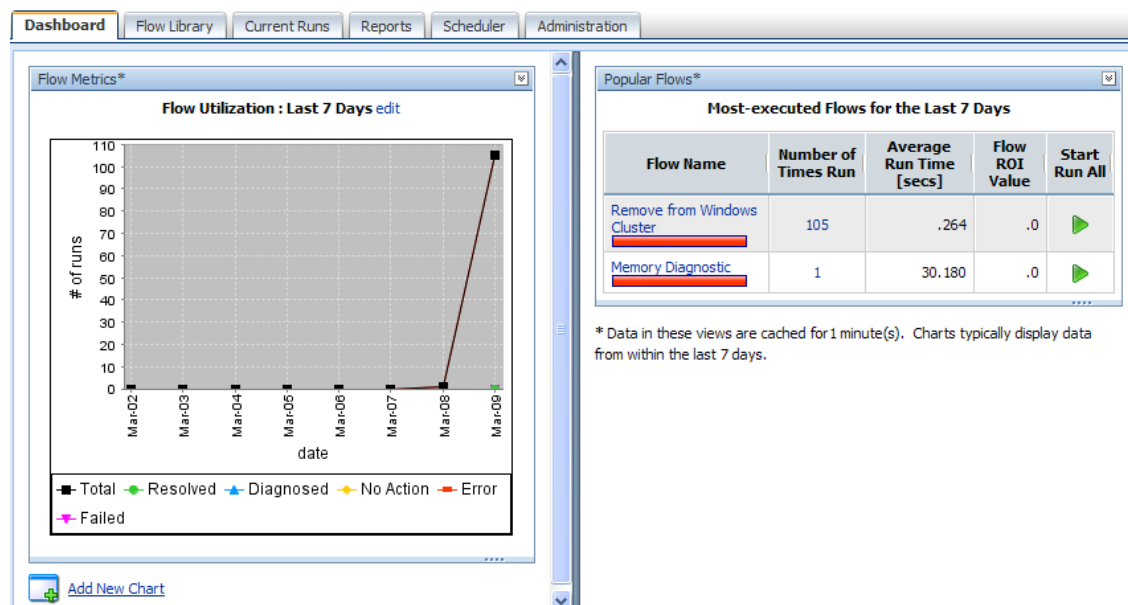 Dashboard Flow Library Current Runs Reports Scheduler Administration
Flow Metrics*
Flow Utilization : Last 7 Days edit
110
100
90
80
70
60
50
40
30
20
10
0
# of runs
Mar-02 Mar-03 Mar-04 Mar-05 Mar-06 Mar-07 Mar-08 Mar-09
date
Total Resolved Diagnosed No Action Error
Failed
Add New Chart
Popular Flows*
Most-executed Flows for the Last 7 Days
Flow Name Number of Times Run Average Run Time [secs] Flow ROI Value Start Run All
Remove from Windows
Cluster 105 .264 .0
Memory Diagnostic 1 30.180 .0
* Data in these views are cached for 1 minute(s). Charts typically display data
from within the last 7 days.